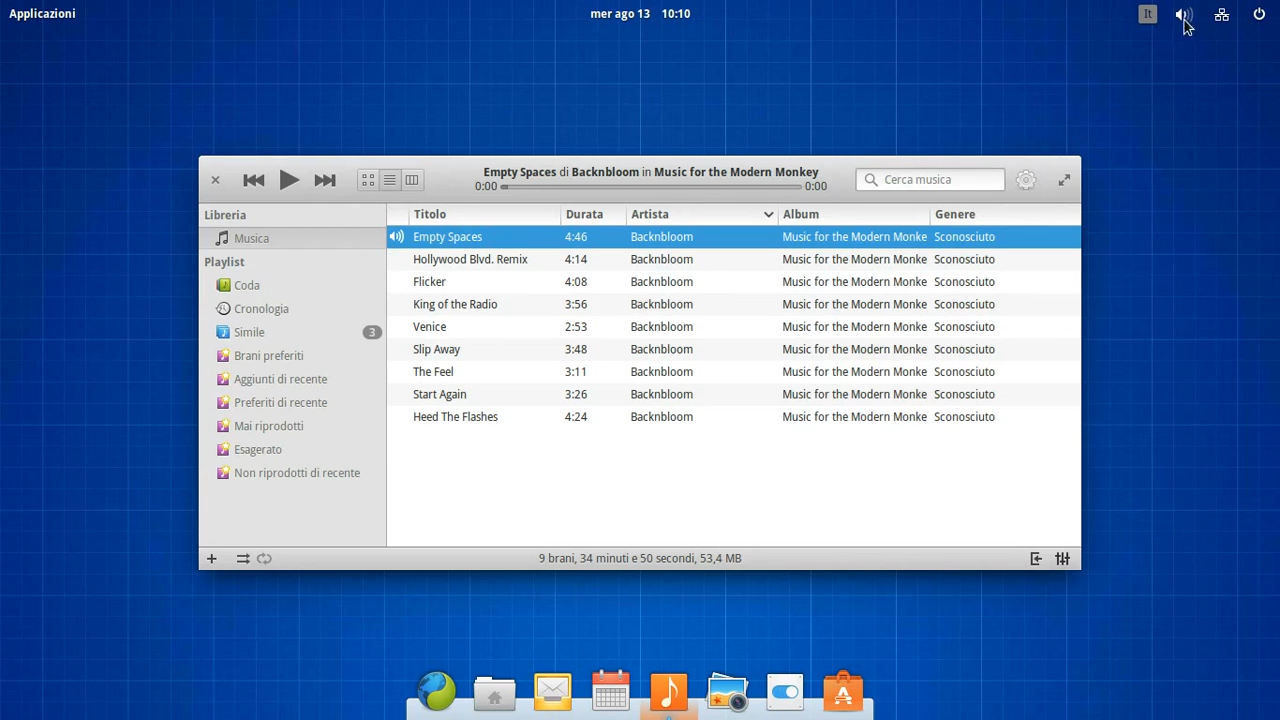 Applicazioni mer ago 13 10:10 It
Empty Spaces di Backnbloom in Music for the Modern Monkey
0:00 0:00
Cerca musica
Libreria
Musica
Playlist
Coda
Cronologia
Simile 3
Brani preferiti
Aggiunti di recente
Preferiti di recente
Mai riprodotti
Esagerato
Non riprodotti di recente
Titolo Durata Artista Album Genere
Empty Spaces 4:46 Backnbloom Music for the Modern Monke Sconosciuto
Hollywood Blvd. Remix 4:14 Backnbloom Music for the Modern Monke Sconosciuto
Flicker 4:08 Backnbloom Music for the Modern Monke Sconosciuto
King of the Radio 3:56 Backnbloom Music for the Modern Monke Sconosciuto
Venice 2:53 Backnbloom Music for the Modern Monke Sconosciuto
Slip Away 3:48 Backnbloom Music for the Modern Monke Sconosciuto
The Feel 3:11 Backnbloom Music for the Modern Monke Sconosciuto
Start Again 3:26 Backnbloom Music for the Modern Monke Sconosciuto
Heed The Flashes 4:24 Backnbloom Music for the Modern Monke Sconosciuto
9 brani, 34 minuti e 50 secondi, 53,4 MB